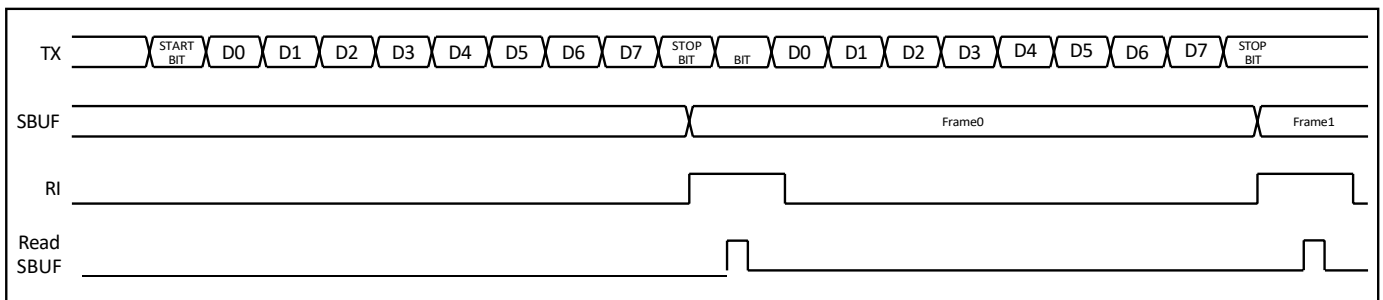 TX START BIT D0 D1 D2 D3 D4 D5 D6 D7 STOP BIT BIT D0 D1 D2 D3 D4 D5 D6 D7 STOP BIT
SBUF Frame0 Frame1
RI
Read
SBUF